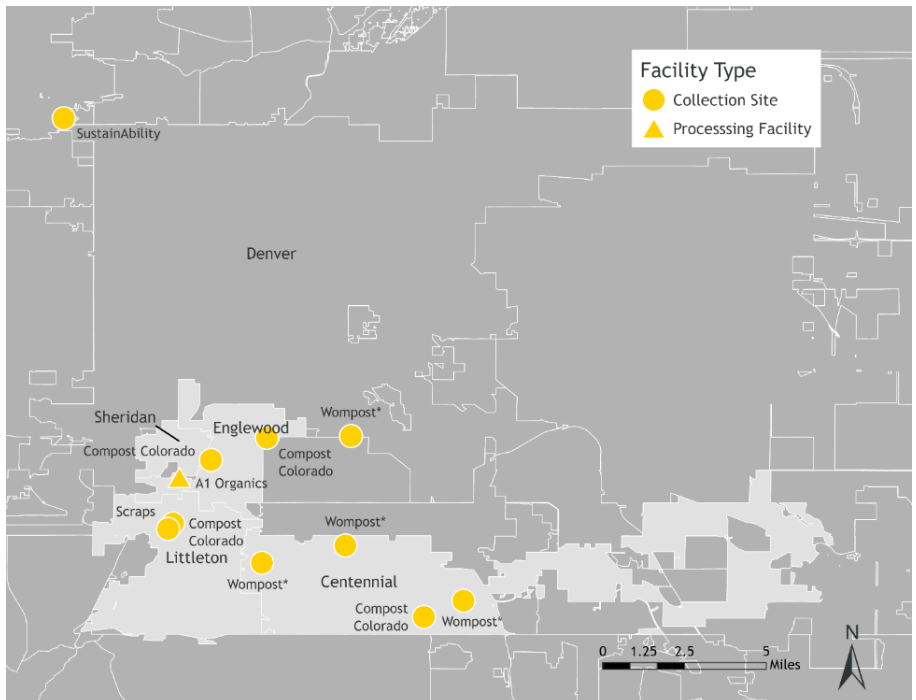 Facility Type
Collection Site
Processsing Facility
SustainAbility
Denver
Sheridan
Englewood
Wompost*
Compost Colorado
Compost
Colorado
A1 Organics
Scraps
Compost
Colorado
Littleton
Wompost*
Wompost*
Centennial
Compost
Colorado
Wompost*
N
0 1.25 2.5 5
Miles